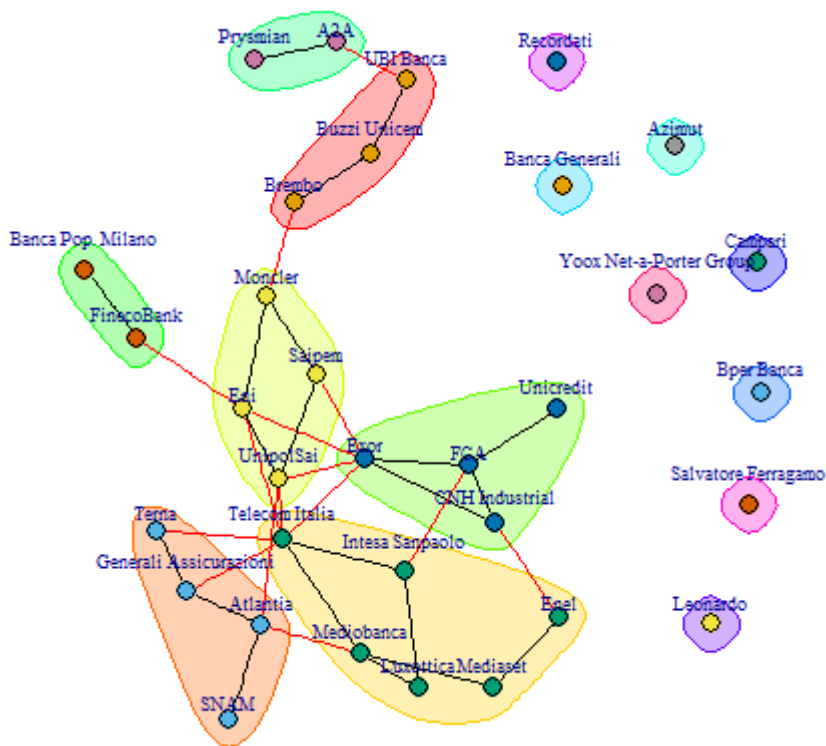 Prysmian
A2A
Recordati
UBI Banca
Buzzi Unicem
Azimut
Banca Generali
Brembo
Banca Pop. Milano
Moncler
Yoox Net-a-Porter Group
Campari
FinecoBank
Saipem
Eni
Unicredit
Bper Banca
UnipolSai
Exor
FCA
Salvatore Ferragamo
CNH Industrial
Terna
Telecom Italia
Intesa Sanpaolo
Generali Assicurazioni
Atlantia
Enel
Leonardo
Mediobanca
Luxottica
Mediaset
SNAM